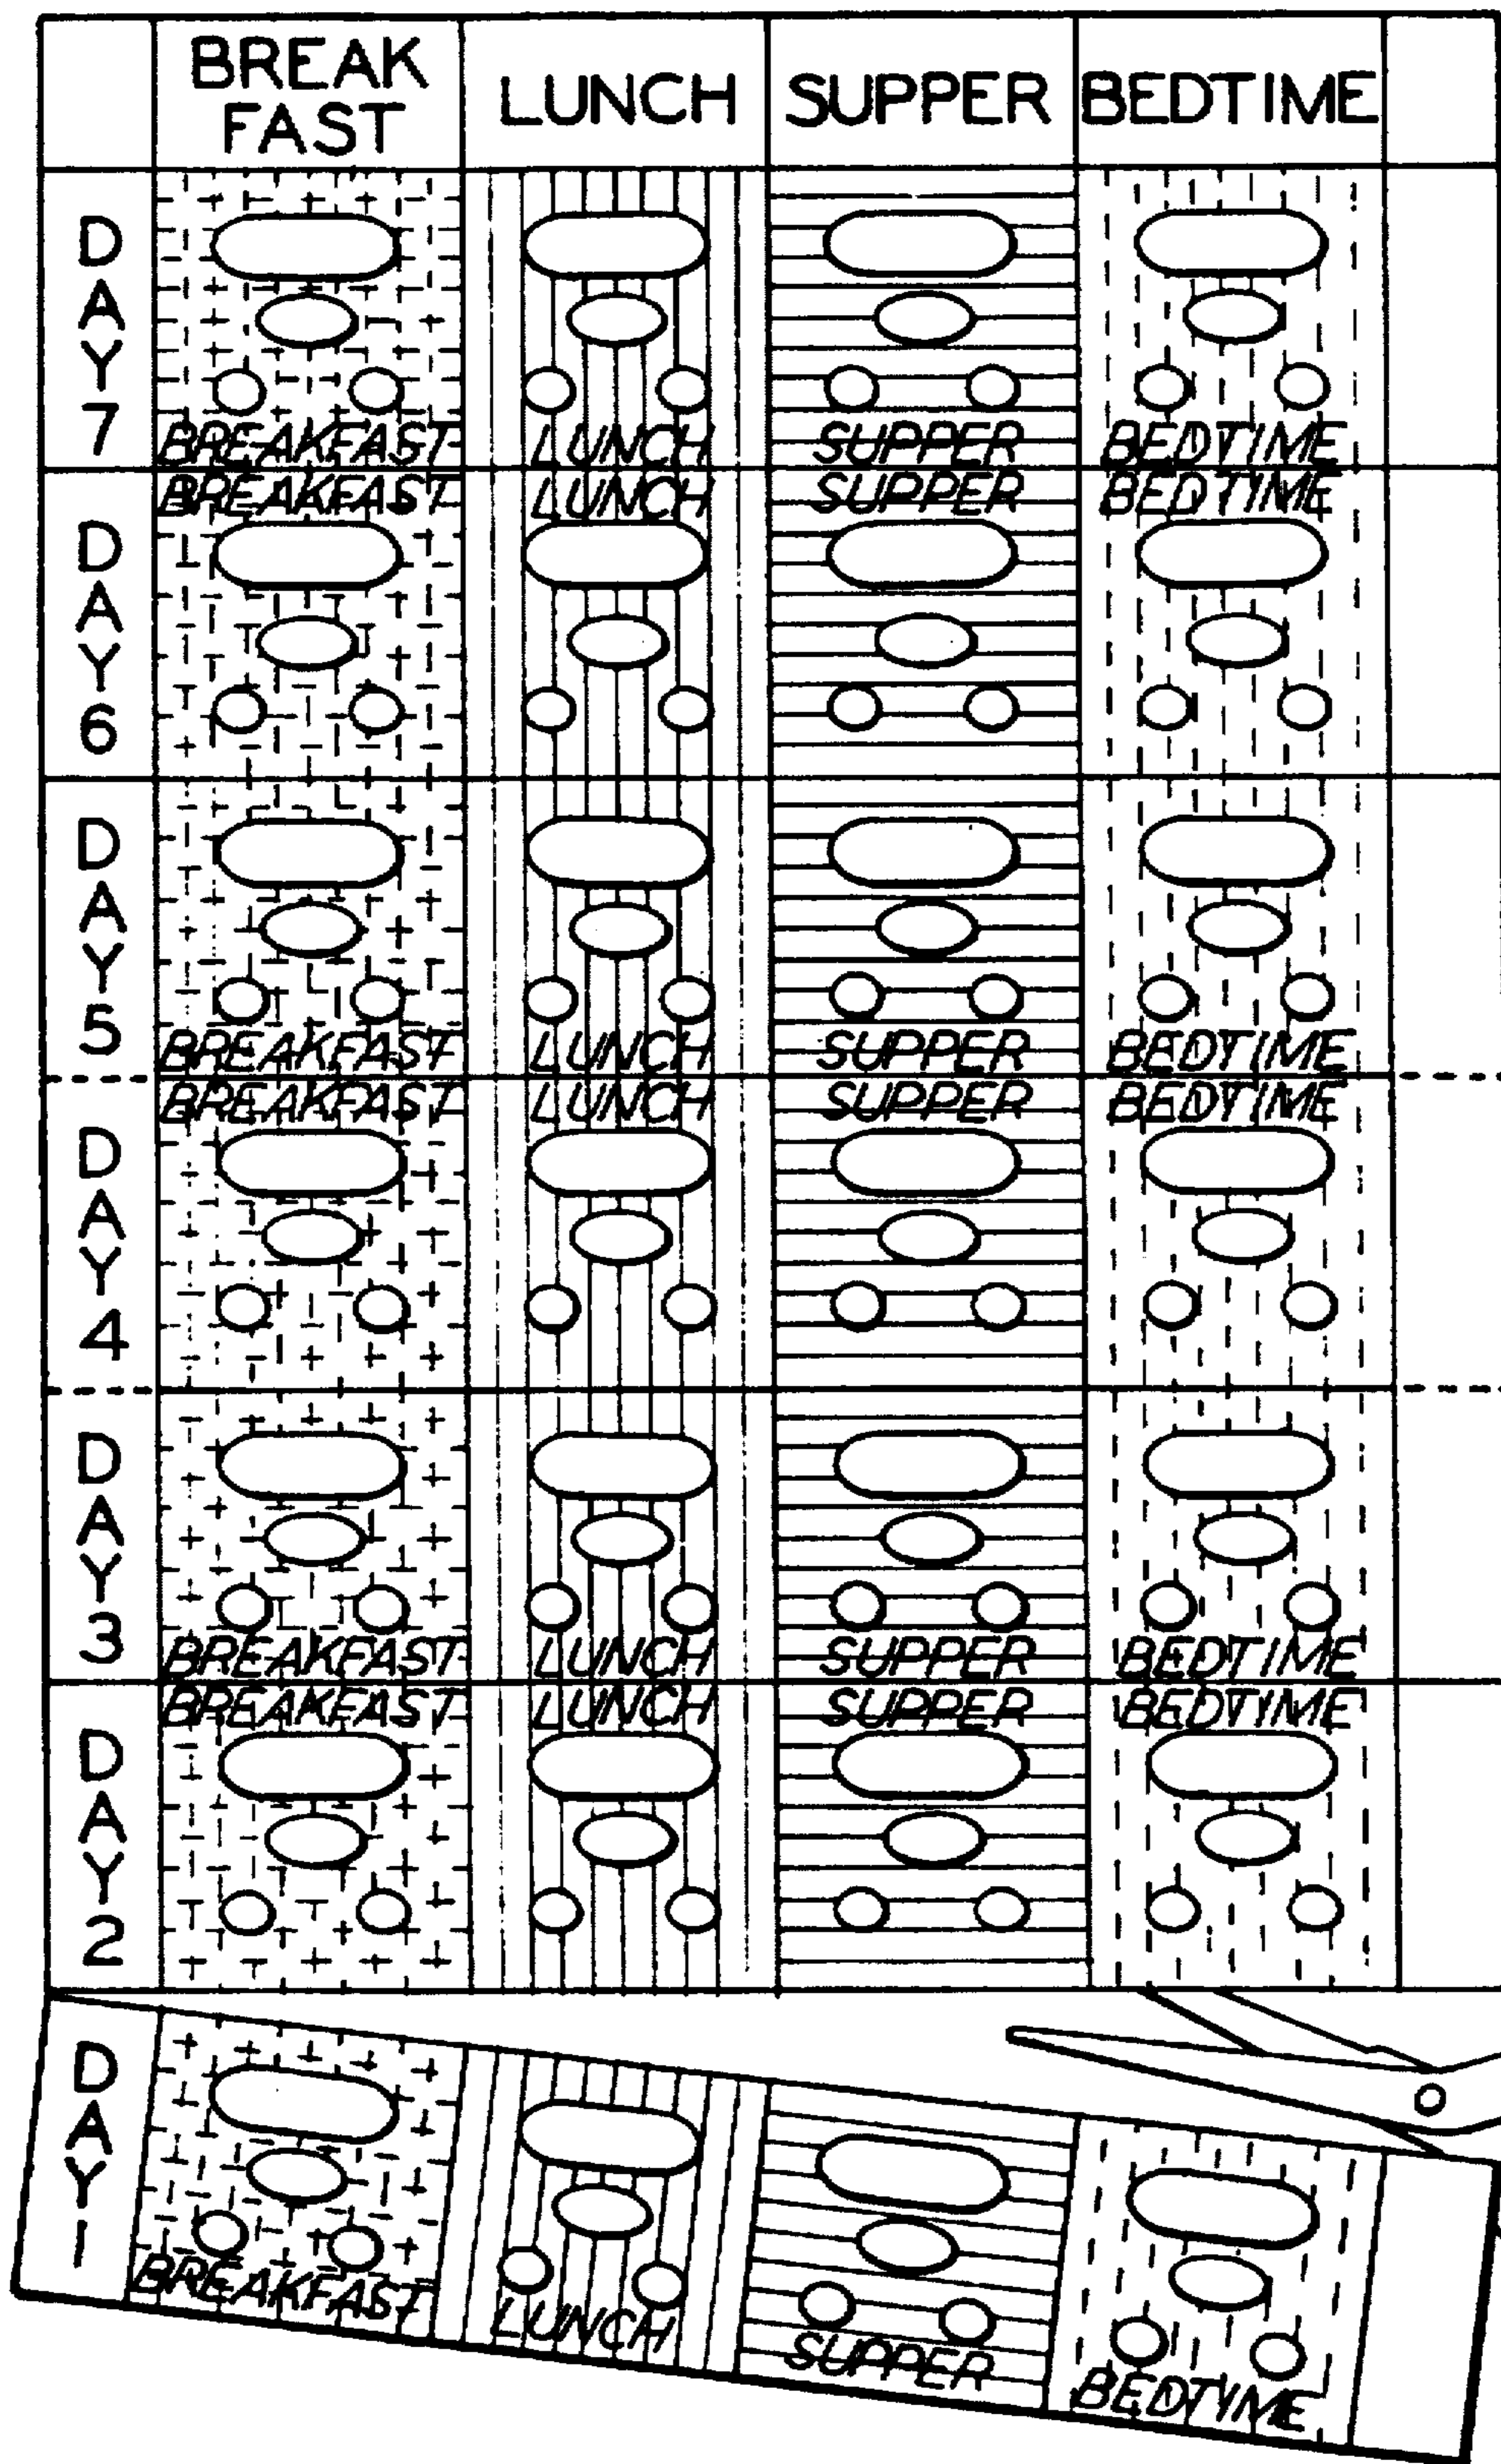 BREAK FAST LUNCH SUPPER BEDTIME
DAY 7
BREAKFAST LUNCH SUPPER BEDTIME
BREAKFAST LUNCH SUPPER BEDTIME
DAY 6
DAY 5
BREAKFAST LUNCH SUPPER BEDTIME
BREAKFAST LUNCH SUPPER BEDTIME
DAY 4
DAY 3
BREAKFAST LUNCH SUPPER BEDTIME
BREAKFAST LUNCH SUPPER BEDTIME
DAY 2
DAY 1
BREAKFAST LUNCH SUPPER BEDTIME